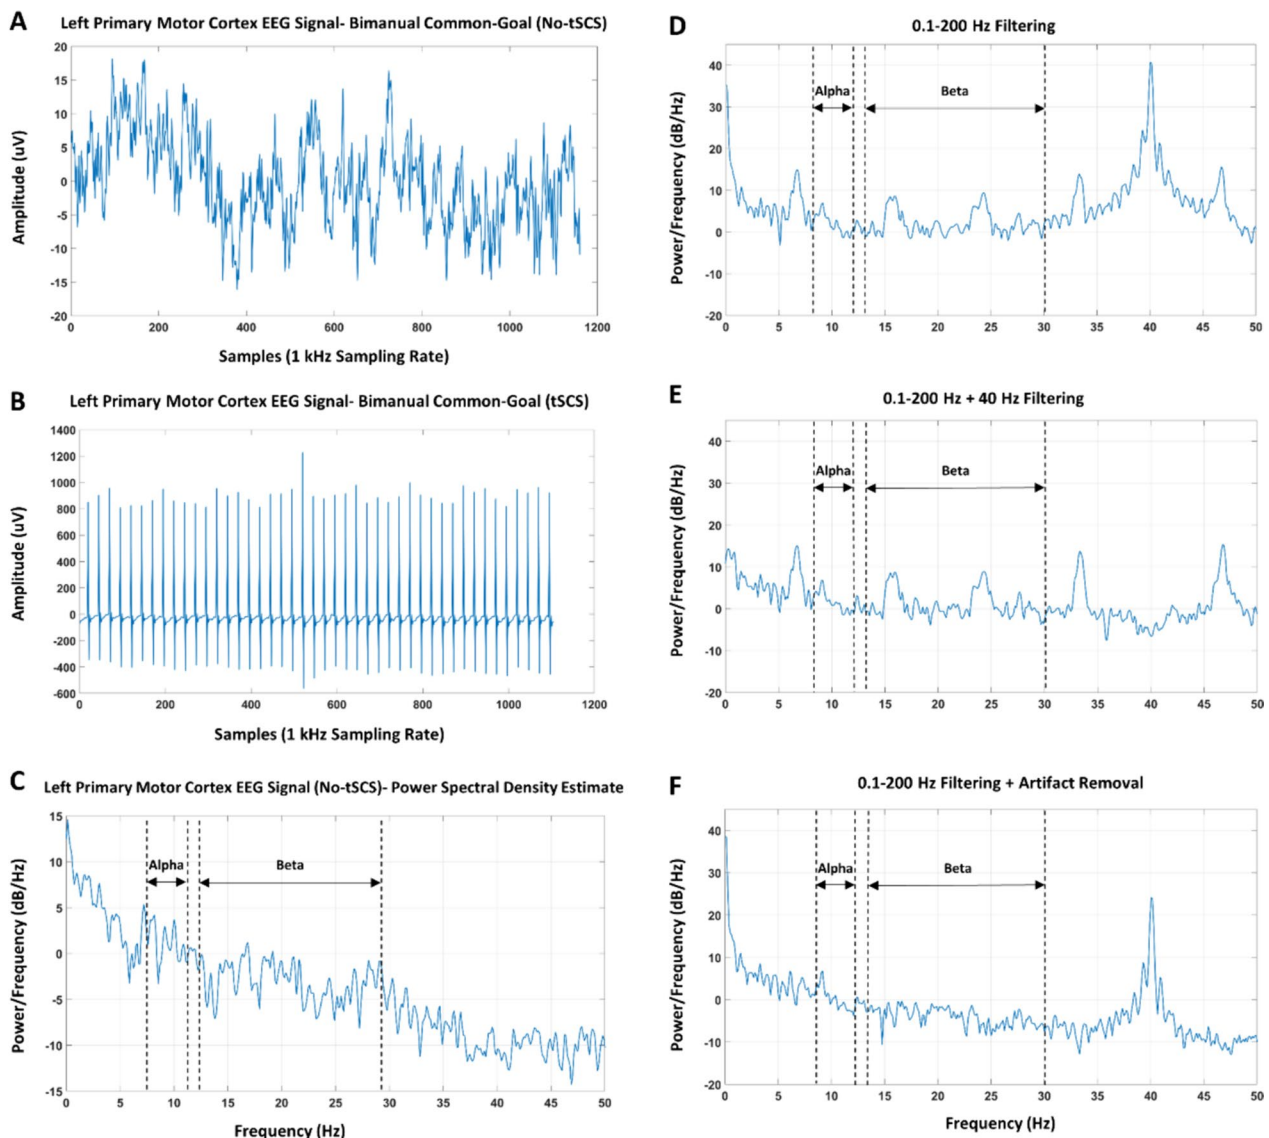 A
Left Primary Motor Cortex EEG Signal- Bimanual Common-Goal (No-tSCS)
20
15
10
5
0
-5
-10
-15
-20
Amplitude (uV)
0 200 400 600 800 1000 1200
Samples (1 kHz Sampling Rate)
B
Left Primary Motor Cortex EEG Signal- Bimanual Common-Goal (tSCS)
1400
1200
1000
800
600
400
200
0
-200
-400
-600
Amplitude (uV)
0 200 400 600 800 1000 1200
Samples (1 kHz Sampling Rate)
C
Left Primary Motor Cortex EEG Signal (No-tSCS)- Power Spectral Density Estimate
15
10
5
0
-5
-10
-15
Power/Frequency (dB/Hz)
Alpha Beta
0 5 10 15 20 25 30 35 40 45 50
Frequency (Hz)
D
0.1-200 Hz Filtering
40
30
20
10
0
-10
-20
Power/Frequency (dB/Hz)
Alpha Beta
0 5 10 15 20 25 30 35 40 45 50
E
0.1-200 Hz + 40 Hz Filtering
40
30
20
10
0
-10
-20
Power/Frequency (dB/Hz)
Alpha Beta
0 5 10 15 20 25 30 35 40 45 50
F
0.1-200 Hz Filtering + Artifact Removal
40
30
20
10
0
-10
-20
Power/Frequency (dB/Hz)
Alpha Beta
0 5 10 15 20 25 30 35 40 45 50
Frequency (Hz)